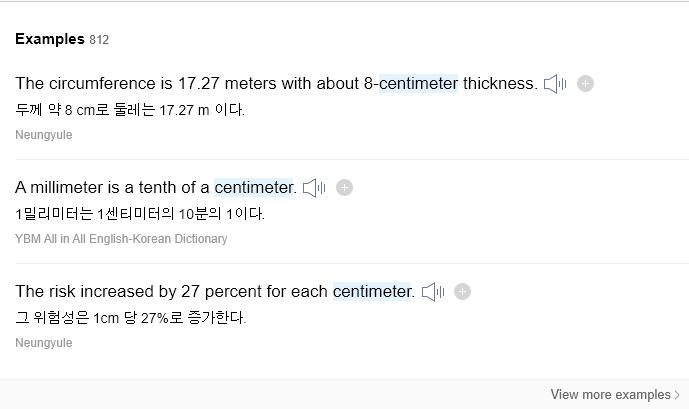 Examples 812
The circumference is 17.27 meters with about 8-centimeter thickness.
두께 약 8 cm로 둘레는 17.27 m 이다.
Neungyule
A millimeter is a tenth of a centimeter.
1밀리미터는 1센티미터의 10분의 1이다.
YBM All in All English-Korean Dictionary
The risk increased by 27 percent for each centimeter.
그 위험성은 1cm 당 27%로 증가한다.
Neungyule
View more examples